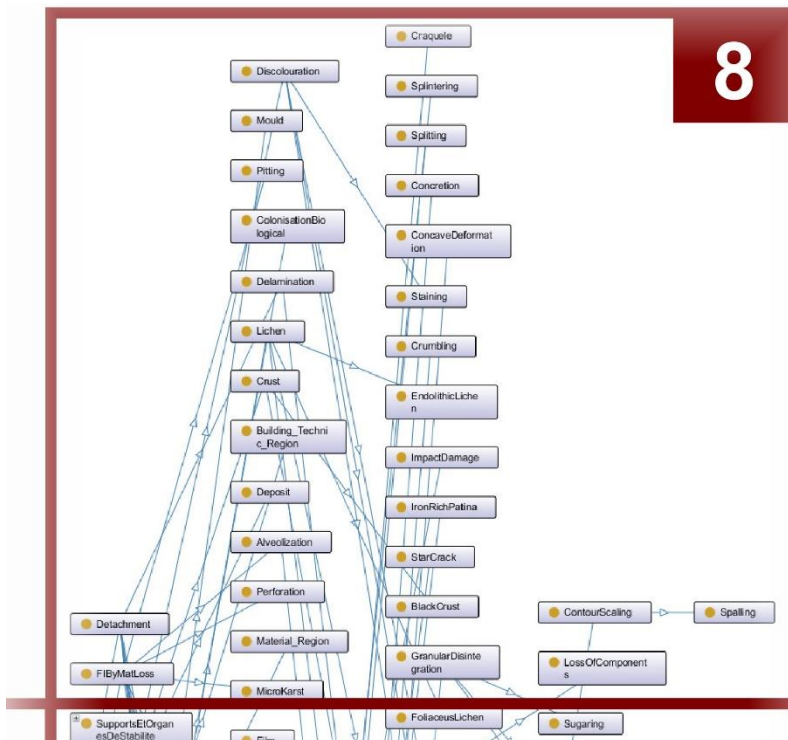 8
Craquele
Discolouration
Splintering
Mould
Splitting
Pitting
Concretion
ColonisationBio
logical
ConcaveDeformat
ion
Delamination
Staining
Lichen
Crumbling
Crust
EndolithicLiche
n
Building_Techni
c_Region
ImpactDamage
Deposit
IronRichPatina
Alveolization
StarCrack
Perforation
BlackCrust
ContourScaling
Spalling
Detachment
Material_Region
GranularDisinte
gration
LossOfComponent
s
FIByMatLoss
MicroKarst
SupportsEtOrgan
esDeStabilite
FoliaceusLichen
Sugaring
Film